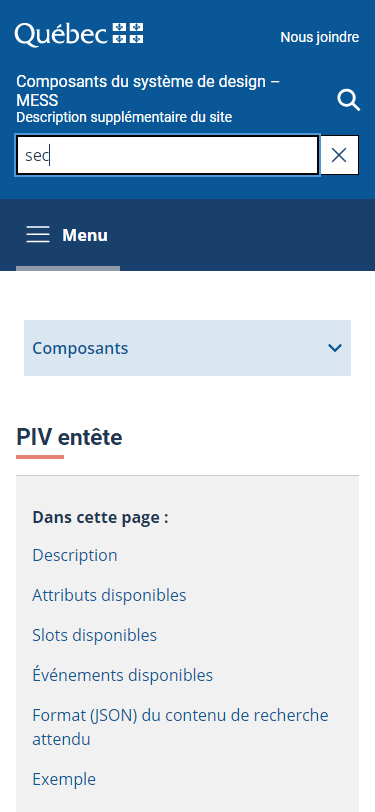 Québec
Nous joindre
Composants du système de design –
MESS
Description supplémentaire du site
sec
Menu
Composants
PIV entête
Dans cette page :
Description
Attributs disponibles
Slots disponibles
Événements disponibles
Format (JSON) du contenu de recherche
attendu
Exemple